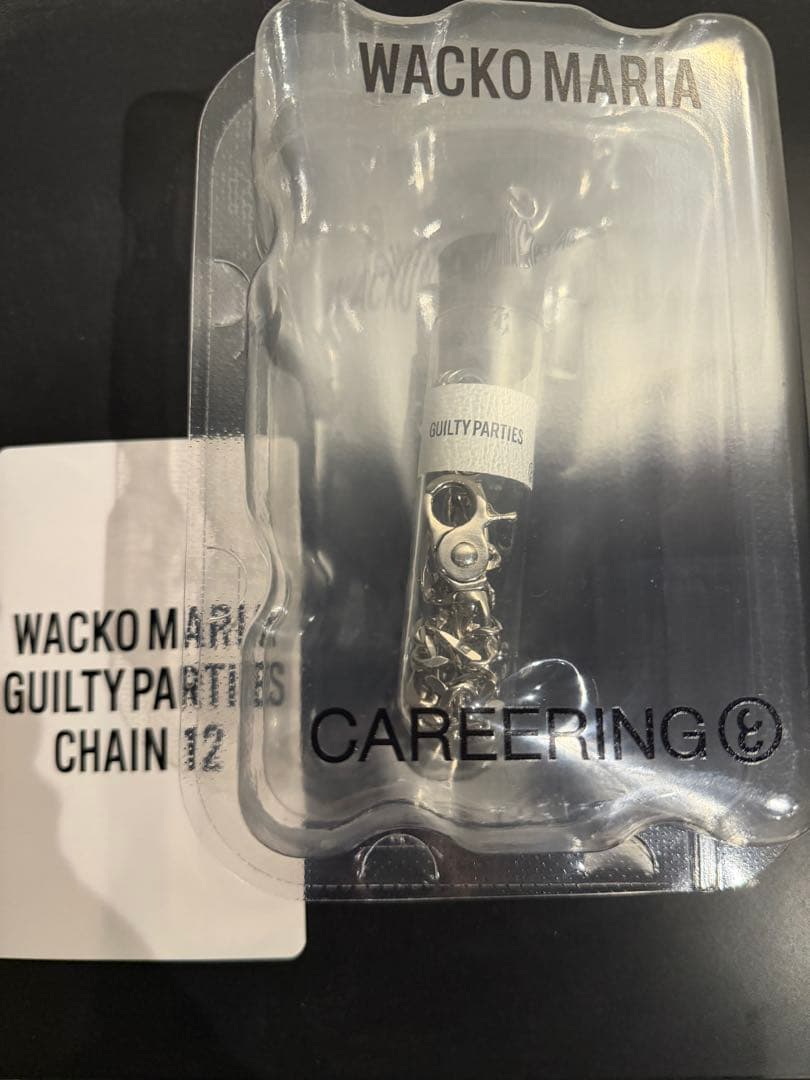 WACKO MARIA
GUILTY PARTIES
WACKO MARIA
GUILTY PARTIES
CHAIN 12
CAREERING